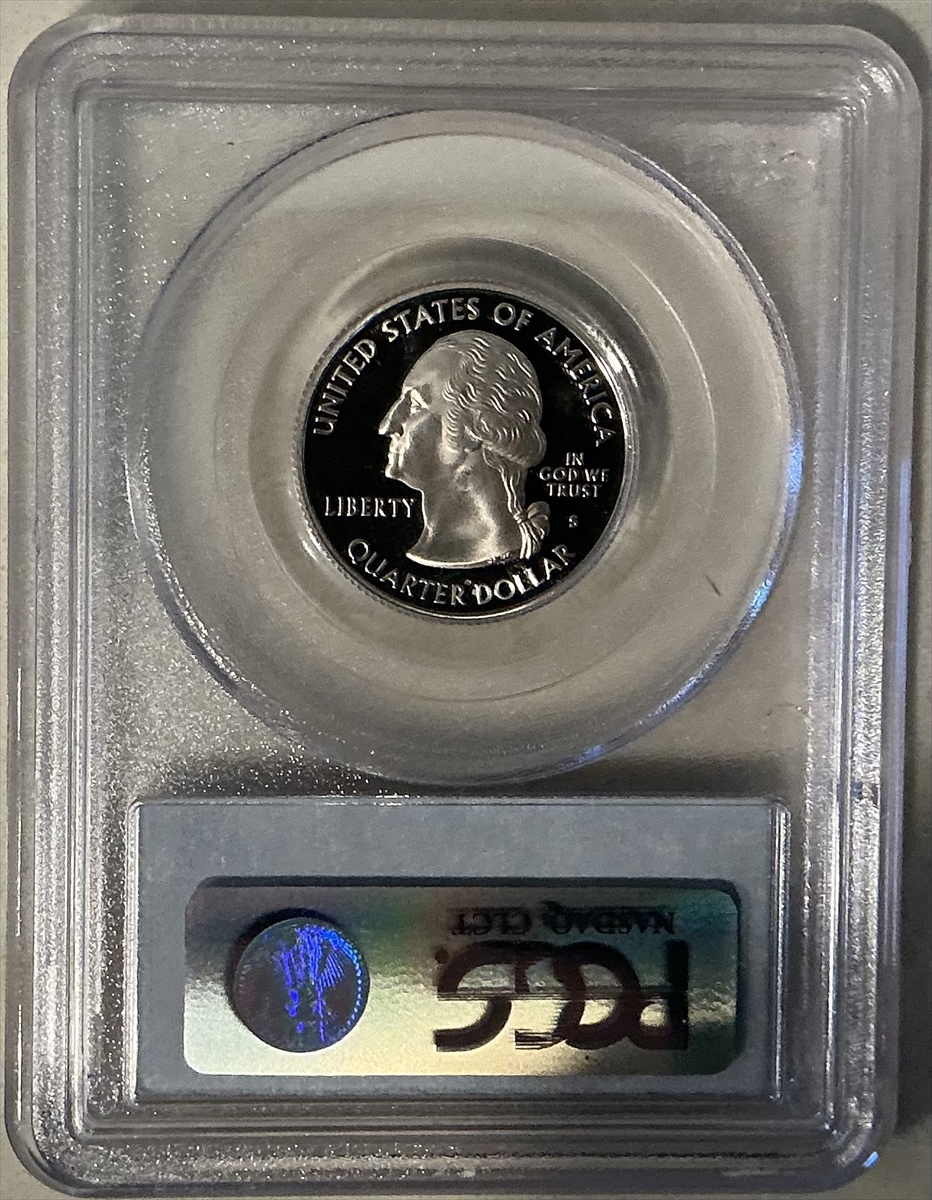 UNITED STATES OF AMERICA
LIBERTY
IN
GOD WE
TRUST
S
QUARTER DOLLAR
NASDAQ: CLCT
PCGS